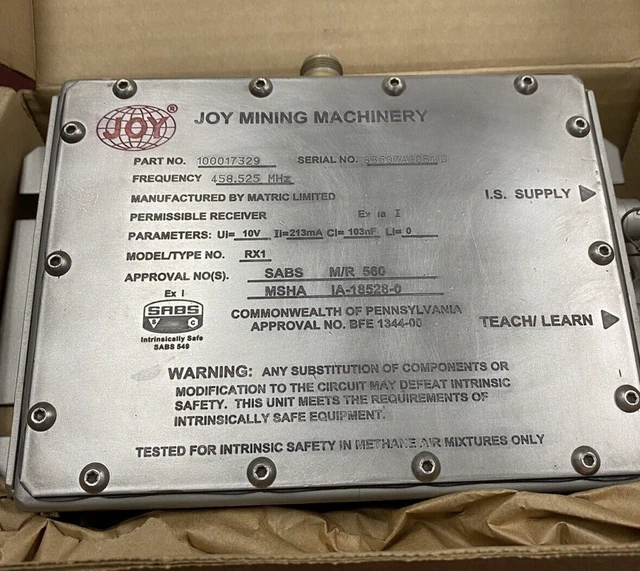 JOY ®
JOY MINING MACHINERY
PART NO. 100017329 SERIAL NO.
FREQUENCY 458.525 MHz
MANUFACTURED BY MATRIC LIMITED
I.S. SUPPLY
PERMISSIBLE RECEIVER Ex ia I
PARAMETERS: Ui= 10V Ii=213mA Ci= 103nF Li= 0
MODEL/TYPE NO. RX1
APPROVAL NO(S). SABS M/R 560
MSHA IA-18528-0
Ex I
SABS
Intrinsically Safe
SABS 549
COMMONWEALTH OF PENNSYLVANIA
APPROVAL NO. BFE 1344-00
TEACH/ LEARN
WARNING: ANY SUBSTITUTION OF COMPONENTS OR
MODIFICATION TO THE CIRCUIT MAY DEFEAT INTRINSIC
SAFETY. THIS UNIT MEETS THE REQUIREMENTS OF
INTRINSICALLY SAFE EQUIPMENT.
TESTED FOR INTRINSIC SAFETY IN METHANE AIR MIXTURES ONLY